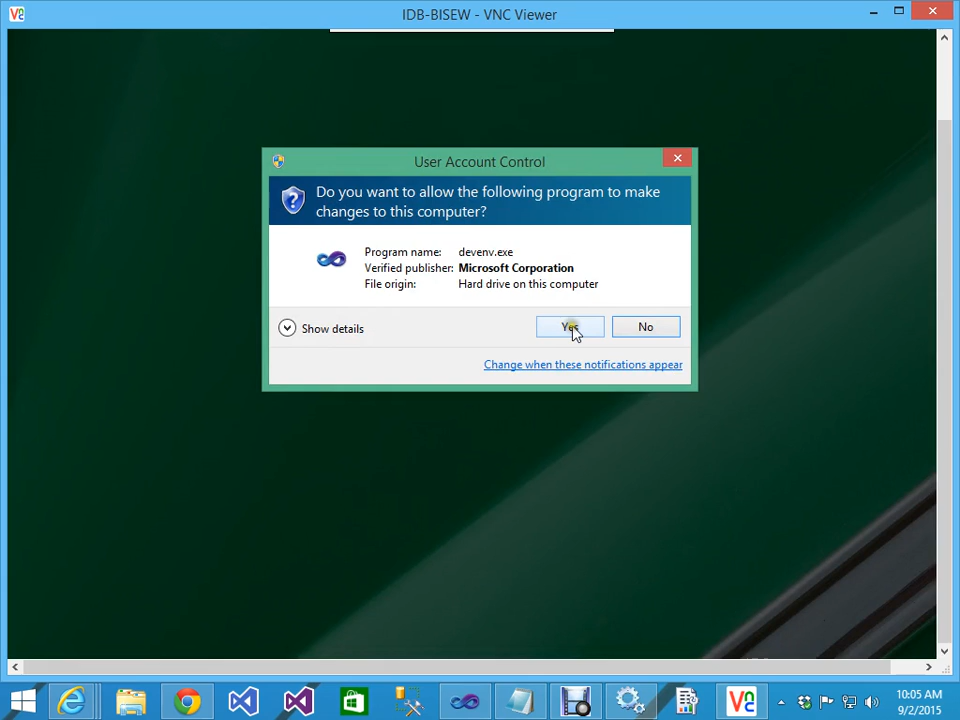 IDB-BISEW - VNC Viewer
User Account Control
Do you want to allow the following program to make
changes to this computer?
Program name: devenv.exe
Verified publisher: Microsoft Corporation
File origin: Hard drive on this computer
Show details
Yes
No
Change when these notifications appear
10:05 AM
9/2/2015